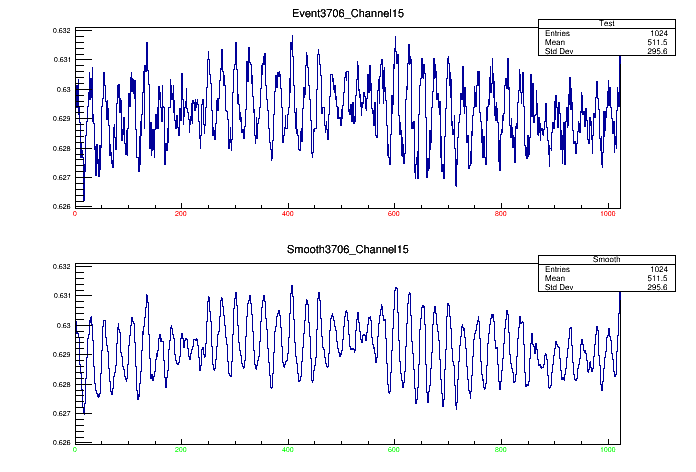 Event3706_Channel15
Test
Entries 1024
Mean 511.5
Std Dev 295.6
0.632
0.631
0.63
0.629
0.628
0.627
0.626
0 200 400 600 800 1000
Smooth3706_Channel15
Smooth
Entries 1024
Mean 511.5
Std Dev 295.6
0.632
0.631
0.63
0.629
0.628
0.627
0.626
0 200 400 600 800 1000